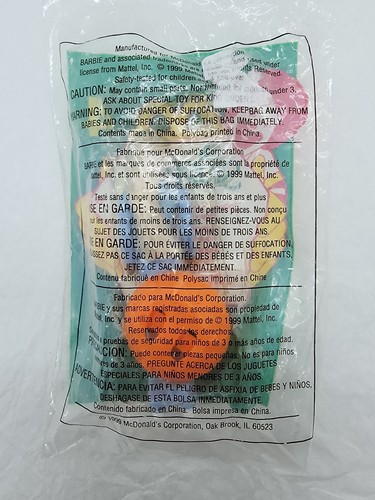 Manufactured for McDonald's Corporation
BARBIE and associated trademarks are owned by and used under
license from Mattel, Inc. © 1999 Mattel, Inc. All Rights Reserved
Safety-tested for children age 3 and over.
CAUTION: May contain small parts. Not intended for children under 3.
ASK ABOUT SPECIAL TOY FOR KIDS UNDER 3.
WARNING: TO AVOID DANGER OF SUFFOCATION, KEEP BAG AWAY FROM
BABIES AND CHILDREN. DISPOSE OF THIS BAG IMMEDIATELY.
Contents made in China. Polybag printed in China.
Fabriqué pour McDonald's Corporation
BARBIE et les marques de commerces associées sont la propriété de
Mattel, Inc. et sont utilisées sous licence. © 1999 Mattel, Inc.
Tous droits réservés.
Testé sans danger pour les enfants de trois ans et plus
MISE EN GARDE: Peut contenir de petites pièces. Non conçu
pour les enfants de moins de trois ans. RENSEIGNEZ-VOUS AU
SUJET DES JOUETS POUR LES MOINS DE TROIS ANS.
MISE EN GARDE: POUR ÉVITER LE DANGER DE SUFFOCATION,
LAISSEZ PAS CE SAC À LA PORTÉE DES BÉBÉS ET DES ENFANTS,
JETEZ CE SAC IMMÉDIATEMENT.
Contenu fabriqué en Chine Polysac imprimé en Chine
Fabricado para McDonald's Corporation.
BARBIE y sus marcas registradas asociadas son propiedad de
Mattel, Inc. y se utiliza con el permiso de © 1999 Mattel, Inc.
Reservados todos los derechos.
pruebas de seguridad para niños de 3 ó más años de edad.
PRECAUCION: Puede contener piezas pequeñas. No es para niños
de 3 años. PREGUNTE ACERCA DE LOS JUGUETES
ESPECIALES PARA NIÑOS MENORES DE 3 AÑOS.
ADVERTENCIA: PARA EVITAR EL PELIGRO DE ASFIXIA DE BEBES Y NIÑOS,
DESHAGASE DE ESTA BOLSA INMEDIATAMENTE.
Contenido fabricado en China. Bolsa impresa en China.
(c) 1999 McDonald's Corporation, Oak Brook, IL 60523